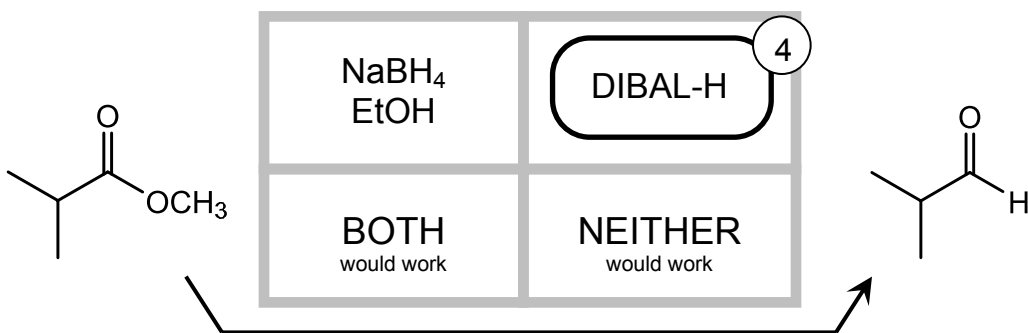 NaBH₄
EtOH
DIBAL-H
4
O
OCH₃
BOTH
would work
NEITHER
would work
O
H